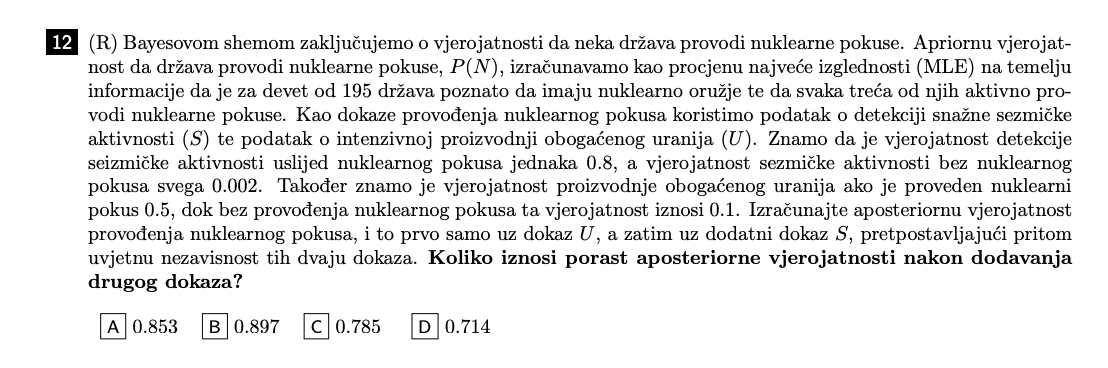 12 (R) Bayesovom shemom zaključujemo o vjerojatnosti da neka država provodi nuklearne pokuse. Apriornu vjerojat-
nost da država provodi nuklearne pokuse, P(N), izračunavamo kao procjenu najveće izglednosti (MLE) na temelju
informacije da je za devet od 195 država poznato da imaju nuklearno oružje te da svaka treća od njih aktivno pro-
vodi nuklearne pokuse. Kao dokaze provođenja nuklearnog pokusa koristimo podatak o detekciji snažne sezmičke
aktivnosti (S) te podatak o intenzivnoj proizvodnji obogaćenog uranija (U). Znamo da je vjerojatnost detekcije
seizmičke aktivnosti uslijed nuklearnog pokusa jednaka 0.8, a vjerojatnost sezmičke aktivnosti bez nuklearnog
pokusa svega 0.002. Također znamo je vjerojatnost proizvodnje obogaćenog uranija ako je proveden nuklearni
pokus 0.5, dok bez provođenja nuklearnog pokusa ta vjerojatnost iznosi 0.1. Izračunajte aposteriornu vjerojatnost
provođenja nuklearnog pokusa, i to prvo samo uz dokaz U, a zatim uz dodatni dokaz S, pretpostavljajući pritom
uvjetnu nezavisnost tih dvaju dokaza. Koliko iznosi porast aposteriorne vjerojatnosti nakon dodavanja
drugog dokaza?
A 0.853 B 0.897 C 0.785 D 0.714